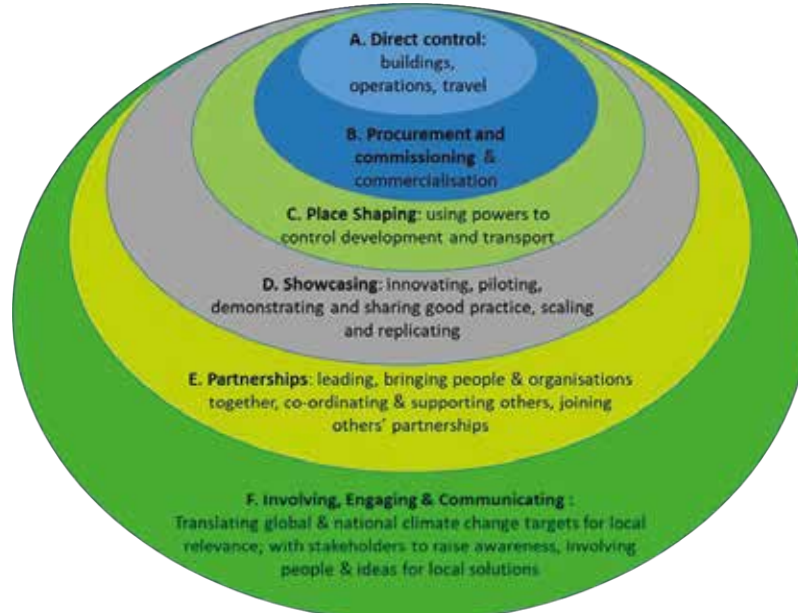 A. Direct control:
buildings,
operations, travel
B. Procurement and
commissioning &
commercialisation
C. Place Shaping: using powers to
control development and transport
D. Showcasing: innovating, piloting,
demonstrating and sharing good practice, scaling
and replicating
E. Partnerships: leading, bringing people & organisations
together, co-ordinating & supporting others, joining
others' partnerships
F. Involving, Engaging & Communicating :
Translating global & national climate change targets for local
relevance; with stakeholders to raise awareness, involving
people & ideas for local solutions